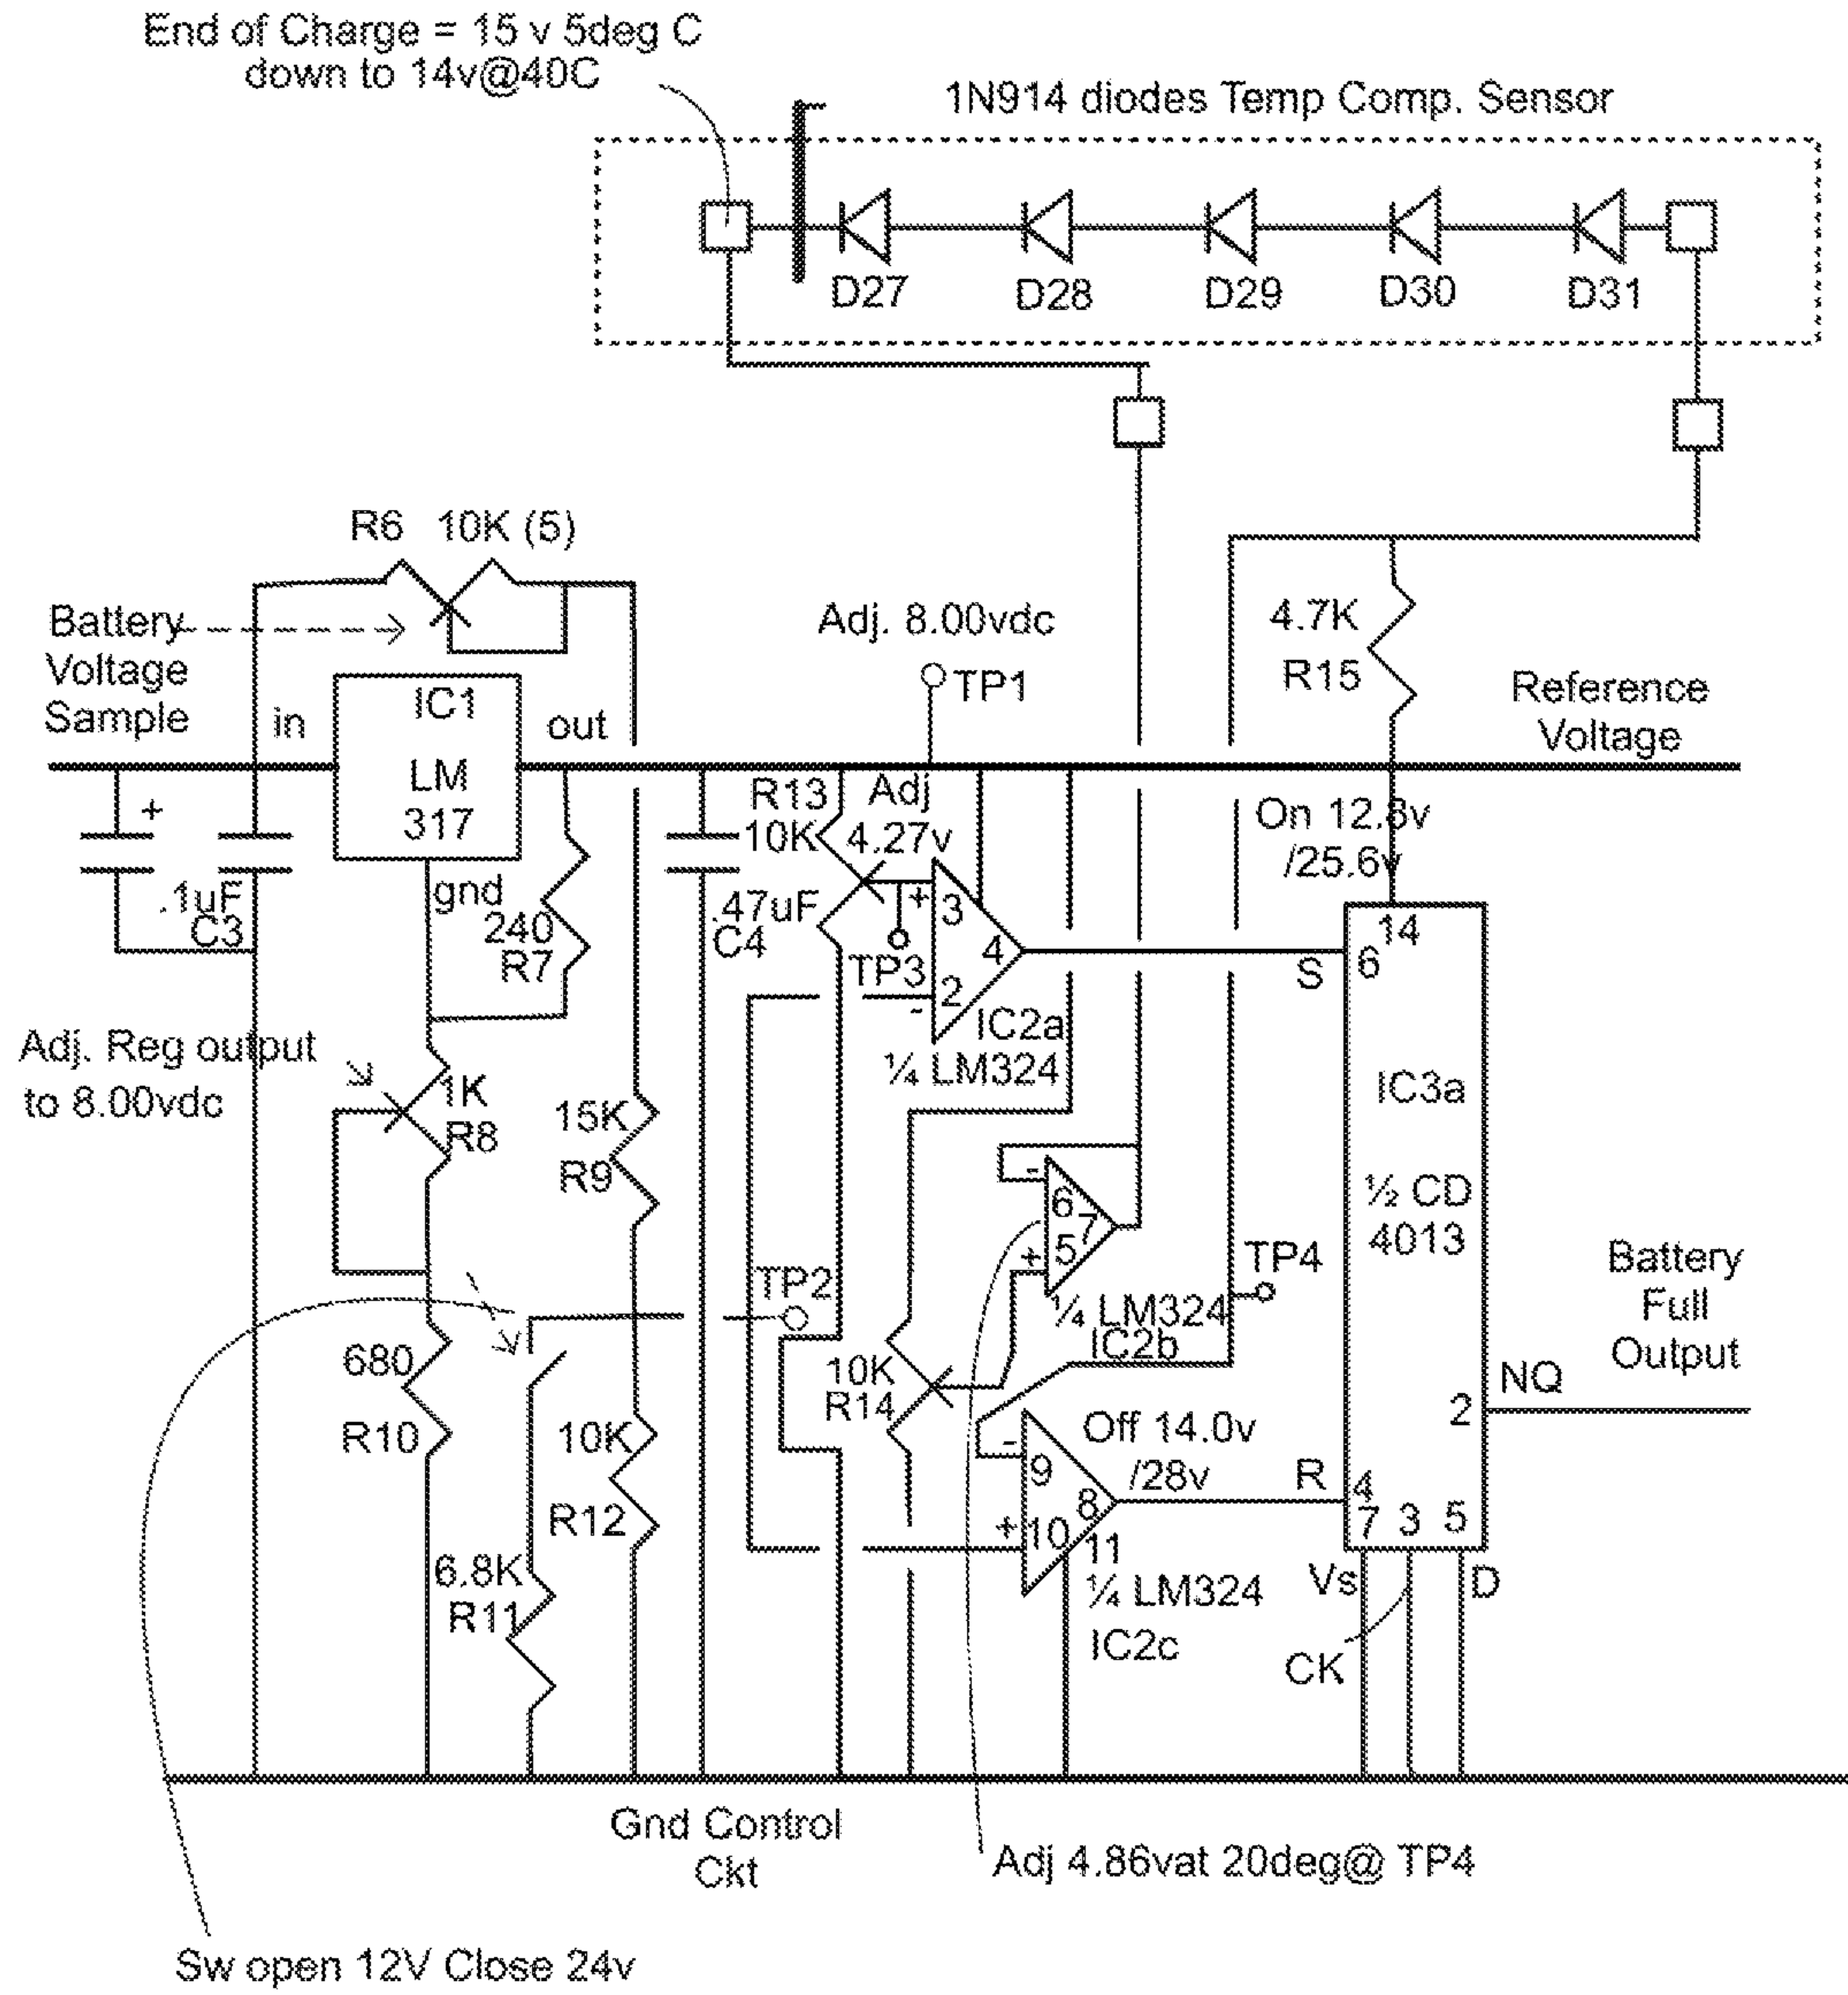 End of Charge = 15 v 5deg C
down to 14v@40C
1N914 diodes Temp Comp. Sensor
D27
D28
D29
D30
D31
R6 10K (5)
Battery
Voltage
Sample
in
IC1
LM
317
out
gnd
Adj. 8.00vdc
TP1
4.7K
R15
Reference
Voltage
+
.1uF
C3
240
R7
.47uF
C4
R13
10K
Adj
4.27v
TP3
+
3
2
-
4
IC2a
¼ LM324
On 12.8v
/25.6v
14
6
S
IC3a
½ CD
4013
Adj. Reg output
to 8.00vdc
1K
R8
15K
R9
-
6
7
5
+
¼ LM324
IC2b
TP4
TP2
680
R10
10K
R14
10K
R12
6.8K
R11
-
9
+
10
8
11
Off 14.0v
/28v
¼ LM324
IC2c
R
4
7
3
5
2
NQ
Battery
Full
Output
Vs
CK
D
Gnd Control
Ckt
Adj 4.86vat 20deg@ TP4
Sw open 12V Close 24v